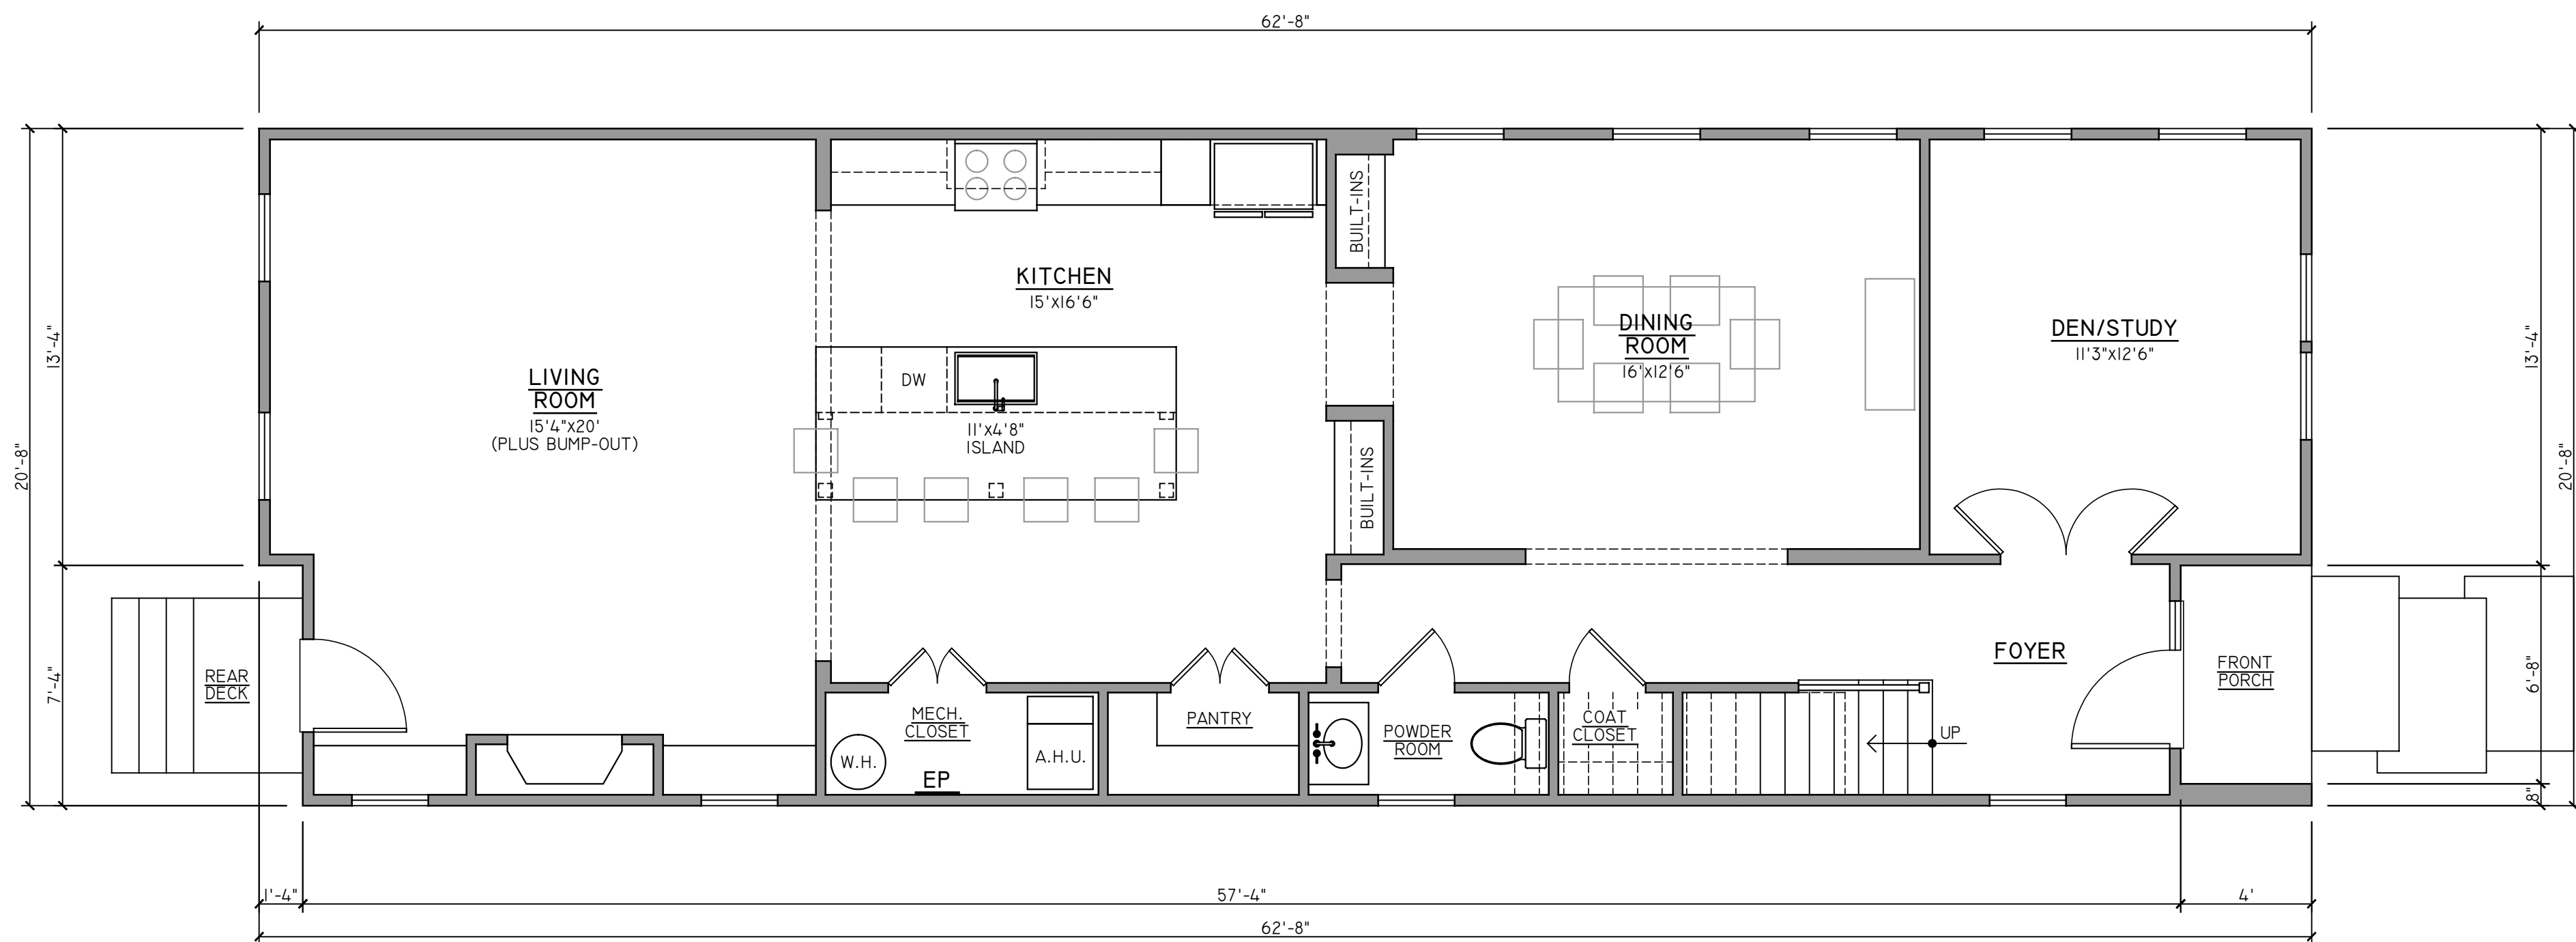 62'-8"
KITCHEN
15'x16'6"
BUILT-INS
LIVING
ROOM
15'4"x20'
(PLUS BUMP-OUT)
DW
11'x4'8"
ISLAND
BUILT-INS
DINING
ROOM
16'x12'6"
DEN/STUDY
11'3"x12'6"
13'-4"
20'-8"
7'-4"
13'-4"
20'-8"
6'-8"
8"
REAR
DECK
MECH.
CLOSET
W.H.
EP
A.H.U.
PANTRY
POWDER
ROOM
COAT
CLOSET
UP
FOYER
FRONT
PORCH
1'-4"
57'-4"
4'
62'-8"